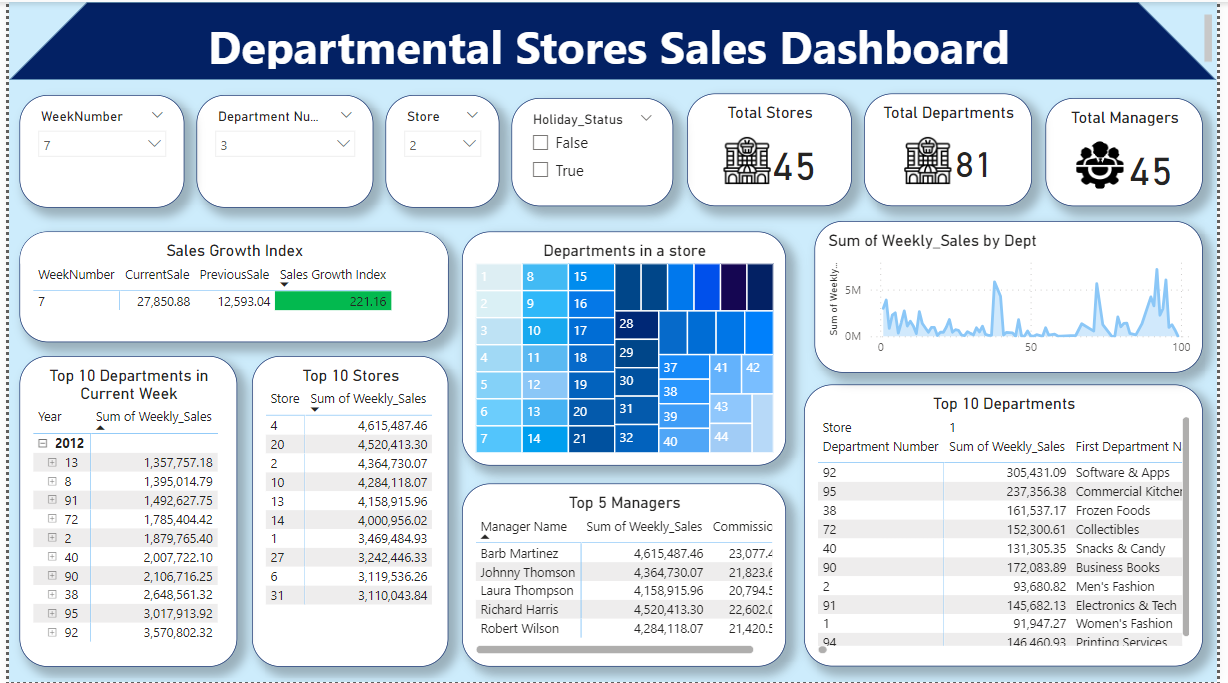 Departmental Stores Sales Dashboard
WeekNumber
7
Department Nu...
3
Store
2
Holiday_Status
False
True
Total Stores
45
Total Departments
81
Total Managers
45
Sales Growth Index
WeekNumber CurrentSale PreviousSale Sales Growth Index
7 27,850.88 12,593.04 221.16
Departments in a store
1 8 15
2 9 16
3 10 17 28
4 11 18 29
5 12 19 30 37 41 42
6 13 20 31 38 43
7 14 21 32 39 44
40
Sum of Weekly_Sales by Dept
Sum of Weekly...
5M
0M
0 50 100
Top 10 Departments in
Current Week
Year Sum of Weekly_Sales
2012
13 1,357,757.18
8 1,395,014.79
91 1,492,627.75
72 1,785,404.42
2 1,879,765.40
40 2,007,722.10
90 2,106,716.25
38 2,648,561.32
95 3,017,913.92
92 3,570,802.32
Top 10 Stores
Store Sum of Weekly_Sales
4 4,615,487.46
20 4,520,413.30
2 4,364,730.07
10 4,284,118.07
13 4,158,915.96
14 4,000,956.02
1 3,469,484.93
27 3,242,446.33
6 3,119,536.26
31 3,110,043.84
Top 5 Managers
Manager Name Sum of Weekly_Sales Commissic
Barb Martinez 4,615,487.46 23,077.4
Johnny Thomson 4,364,730.07 21,823.6
Laura Thompson 4,158,915.96 20,794.5
Richard Harris 4,520,413.30 22,602.0
Robert Wilson 4,284,118.07 21,420.5
Top 10 Departments
Store 1
Department Number Sum of Weekly_Sales First Department N
92 305,431.09 Software & Apps
95 237,356.38 Commercial Kitcher
38 161,537.17 Frozen Foods
72 152,300.61 Collectibles
40 131,305.35 Snacks & Candy
90 172,083.89 Business Books
2 93,680.82 Men's Fashion
91 145,682.13 Electronics & Tech
1 91,947.27 Women's Fashion
94 146,460.93 Printing Services